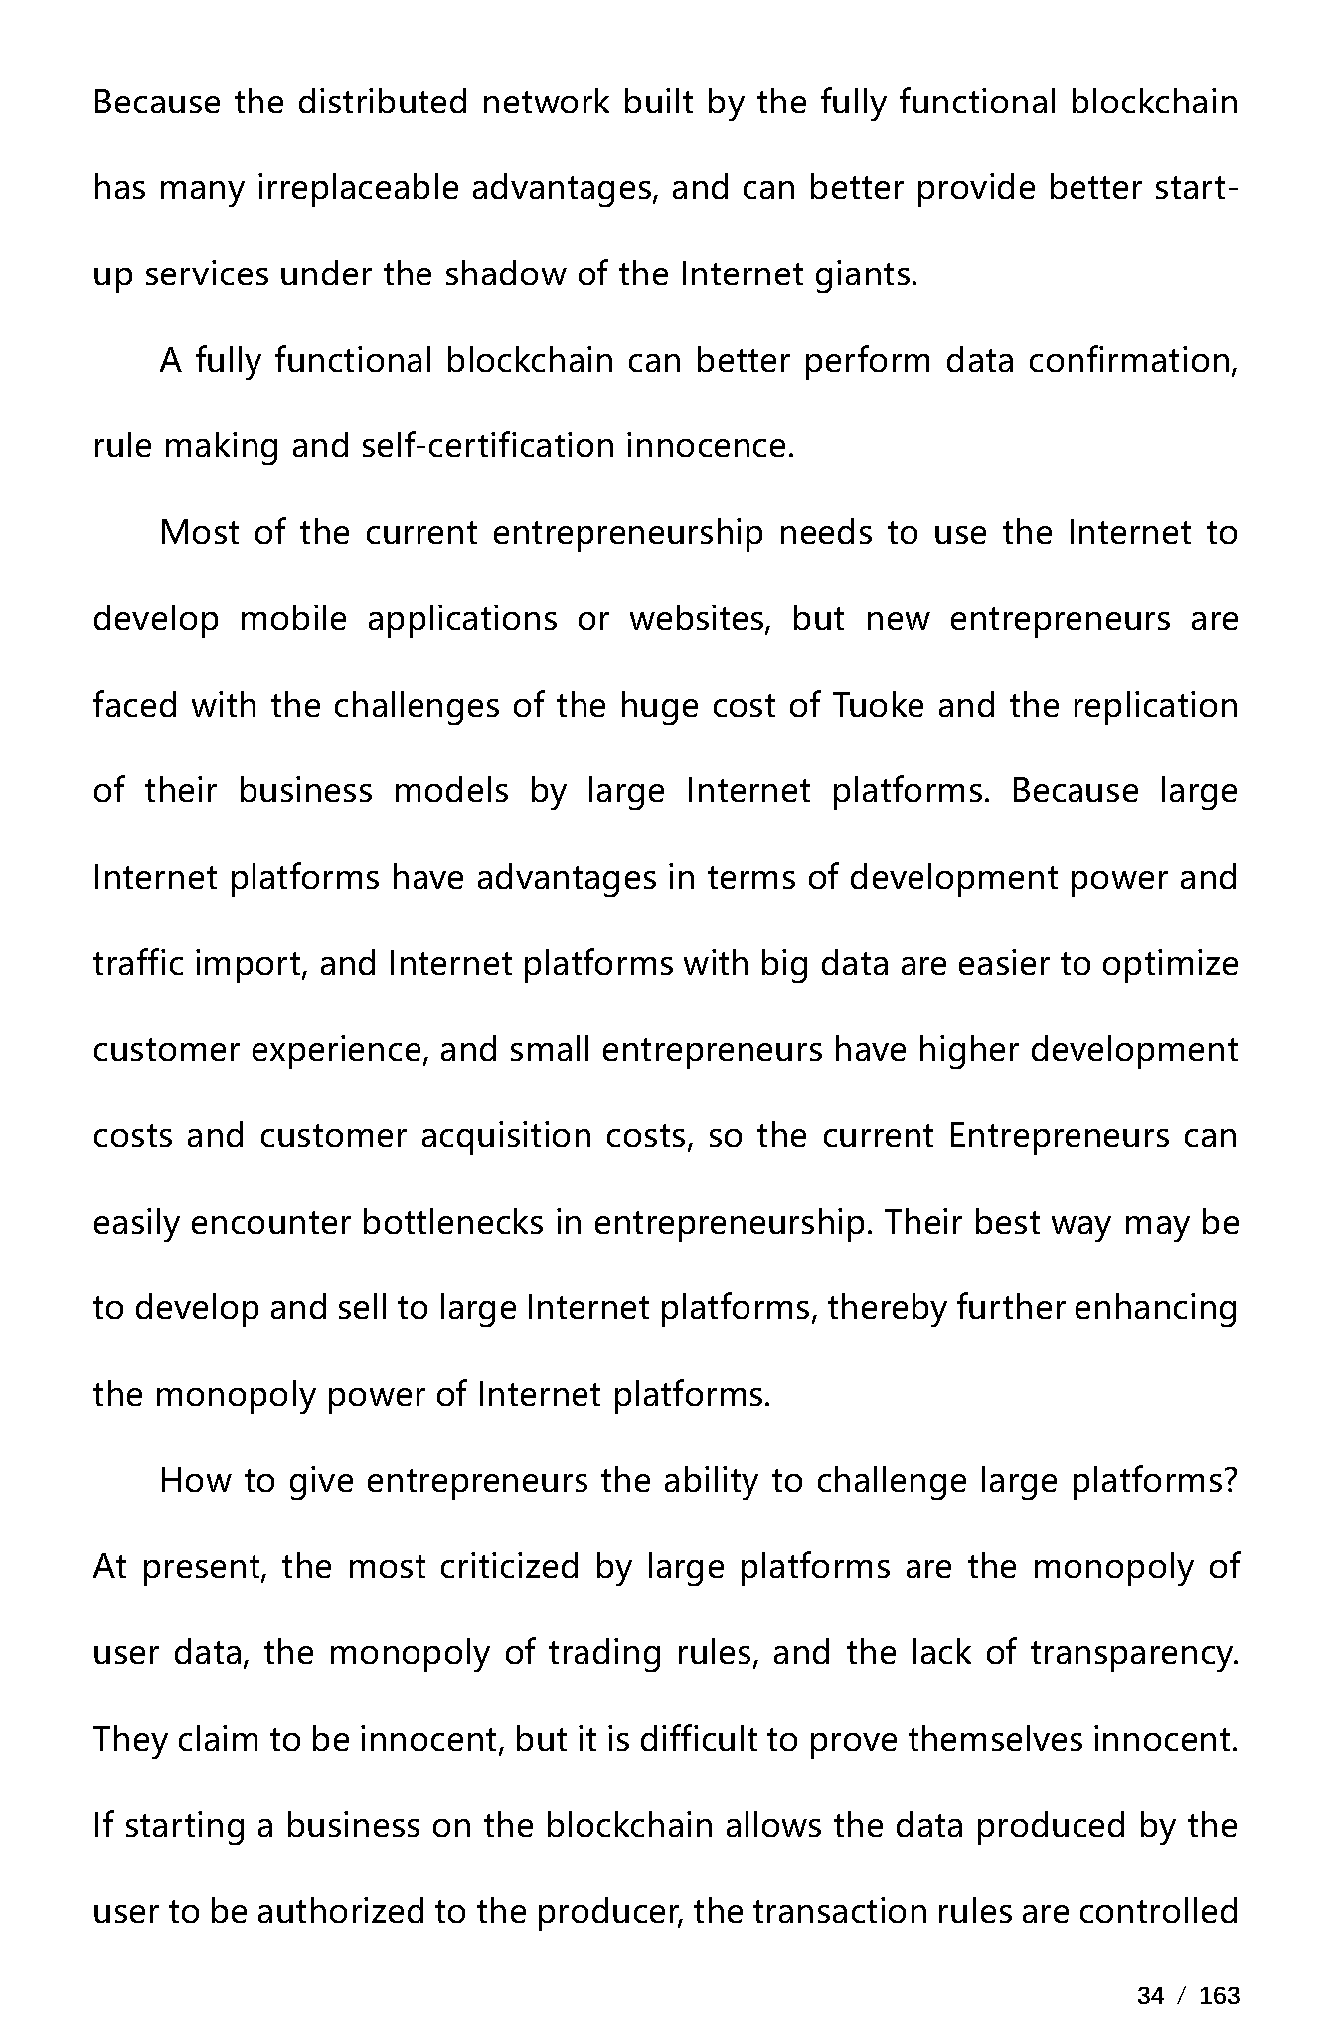 Because the distributed network built by the fully functional blockchain
has many irreplaceable advantages, and can better provide better start-
up services under the shadow of the Internet giants.
A fully functional blockchain can better perform data confirmation,
rule making and self-certification innocence.
Most of the current entrepreneurship needs to use the Internet to
develop mobile applications or websites, but new entrepreneurs are
faced with the challenges of the huge cost of Tuoke and the replication
of their business models by large Internet platforms. Because large
Internet platforms have advantages in terms of development power and
traffic import, and Internet platforms with big data are easier to optimize
customer experience, and small entrepreneurs have higher development
costs and customer acquisition costs, so the current Entrepreneurs can
easily encounter bottlenecks in entrepreneurship. Their best way may be
to develop and sell to large Internet platforms, thereby further enhancing
the monopoly power of Internet platforms.
How to give entrepreneurs the ability to challenge large platforms?
At present, the most criticized by large platforms are the monopoly of
user data, the monopoly of trading rules, and the lack of transparency.
They claim to be innocent, but it is difficult to prove themselves innocent.
If starting a business on the blockchain allows the data produced by the
user to be authorized to the producer, the transaction rules are controlled
34 / 163